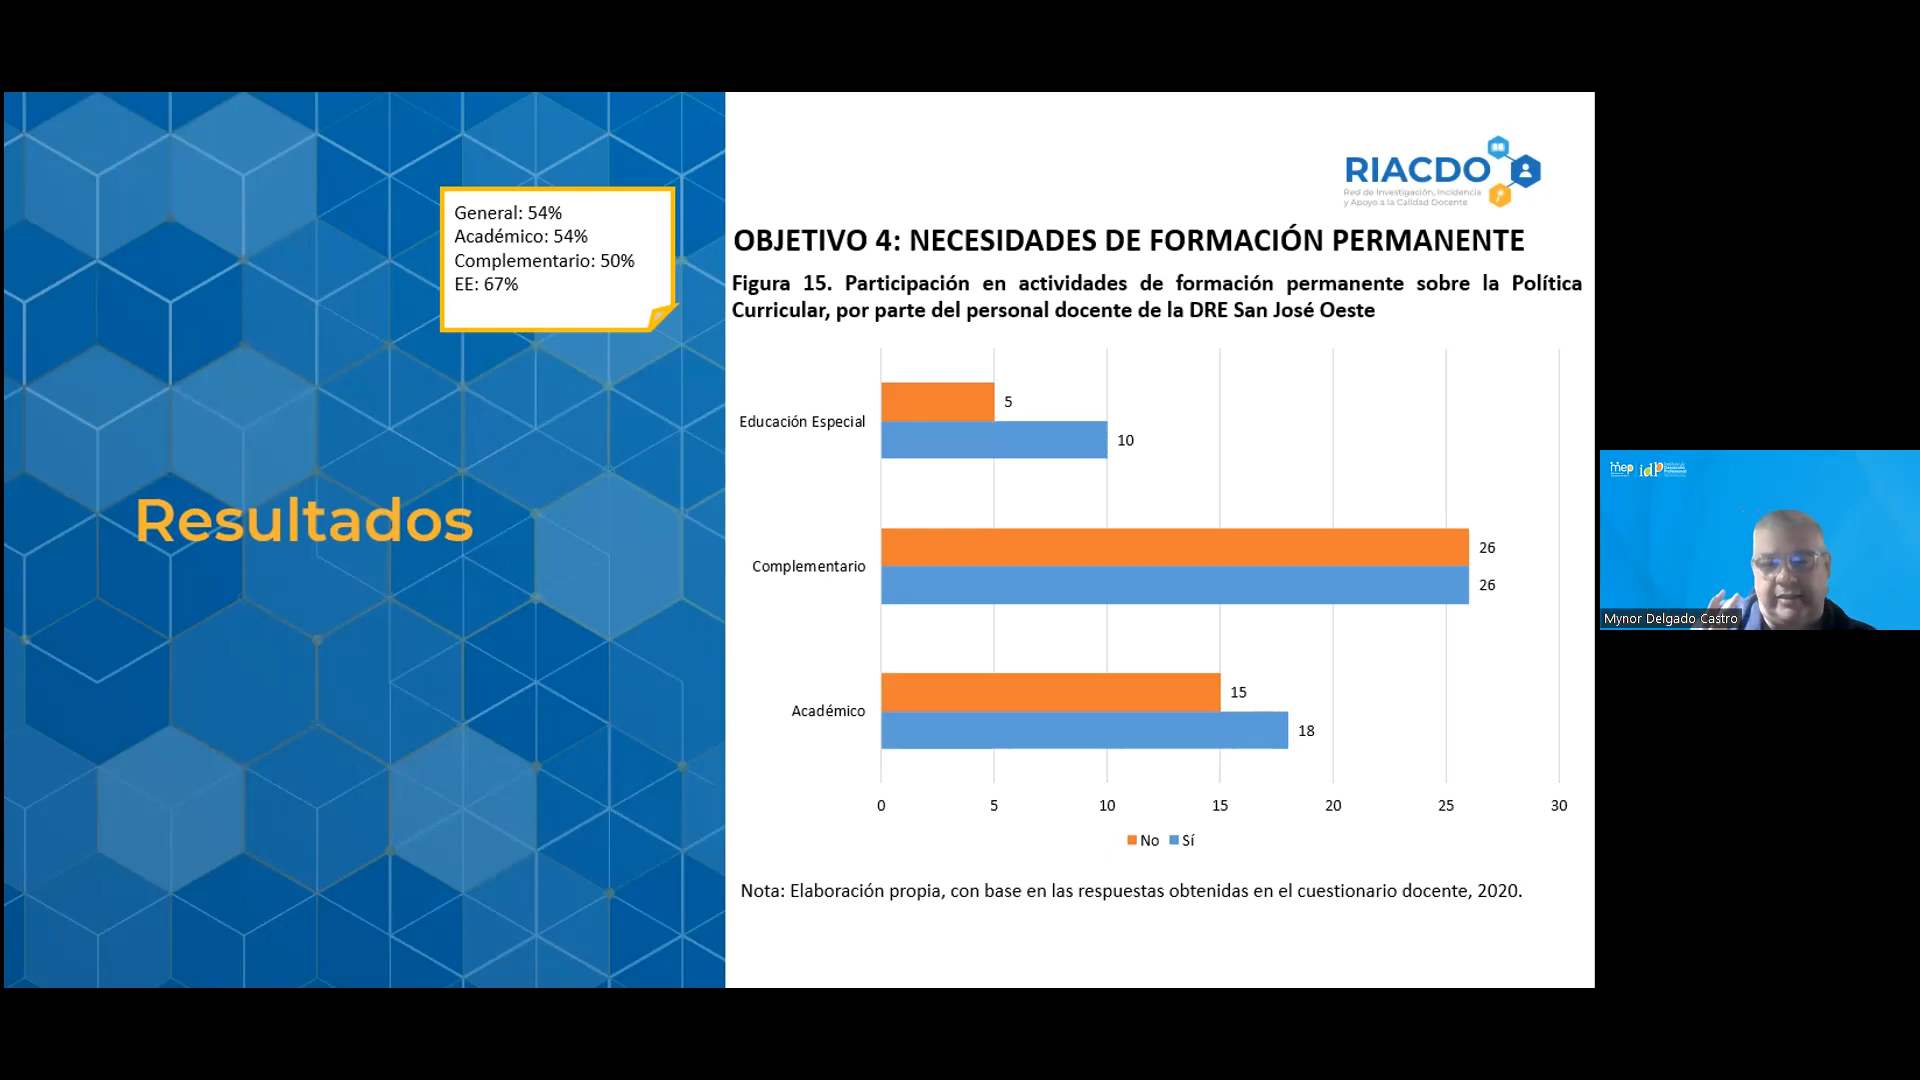 General: 54%
Académico: 54%
Complementario: 50%
EE: 67%
Resultados
RIACDO
Red de Investigación, Incidencia
y Apoyo a la Calidad Docente
OBJETIVO 4: NECESIDADES DE FORMACIÓN PERMANENTE
Figura 15. Participación en actividades de formación permanente sobre la Política
Curricular, por parte del personal docente de la DRE San José Oeste
Educación Especial
5
10
Complementario
26
26
Académico
15
18
0 5 10 15 20 25 30
No Sí
Nota: Elaboración propia, con base en las respuestas obtenidas en el cuestionario docente, 2020.
mep idp
Mynor Delgado Castro